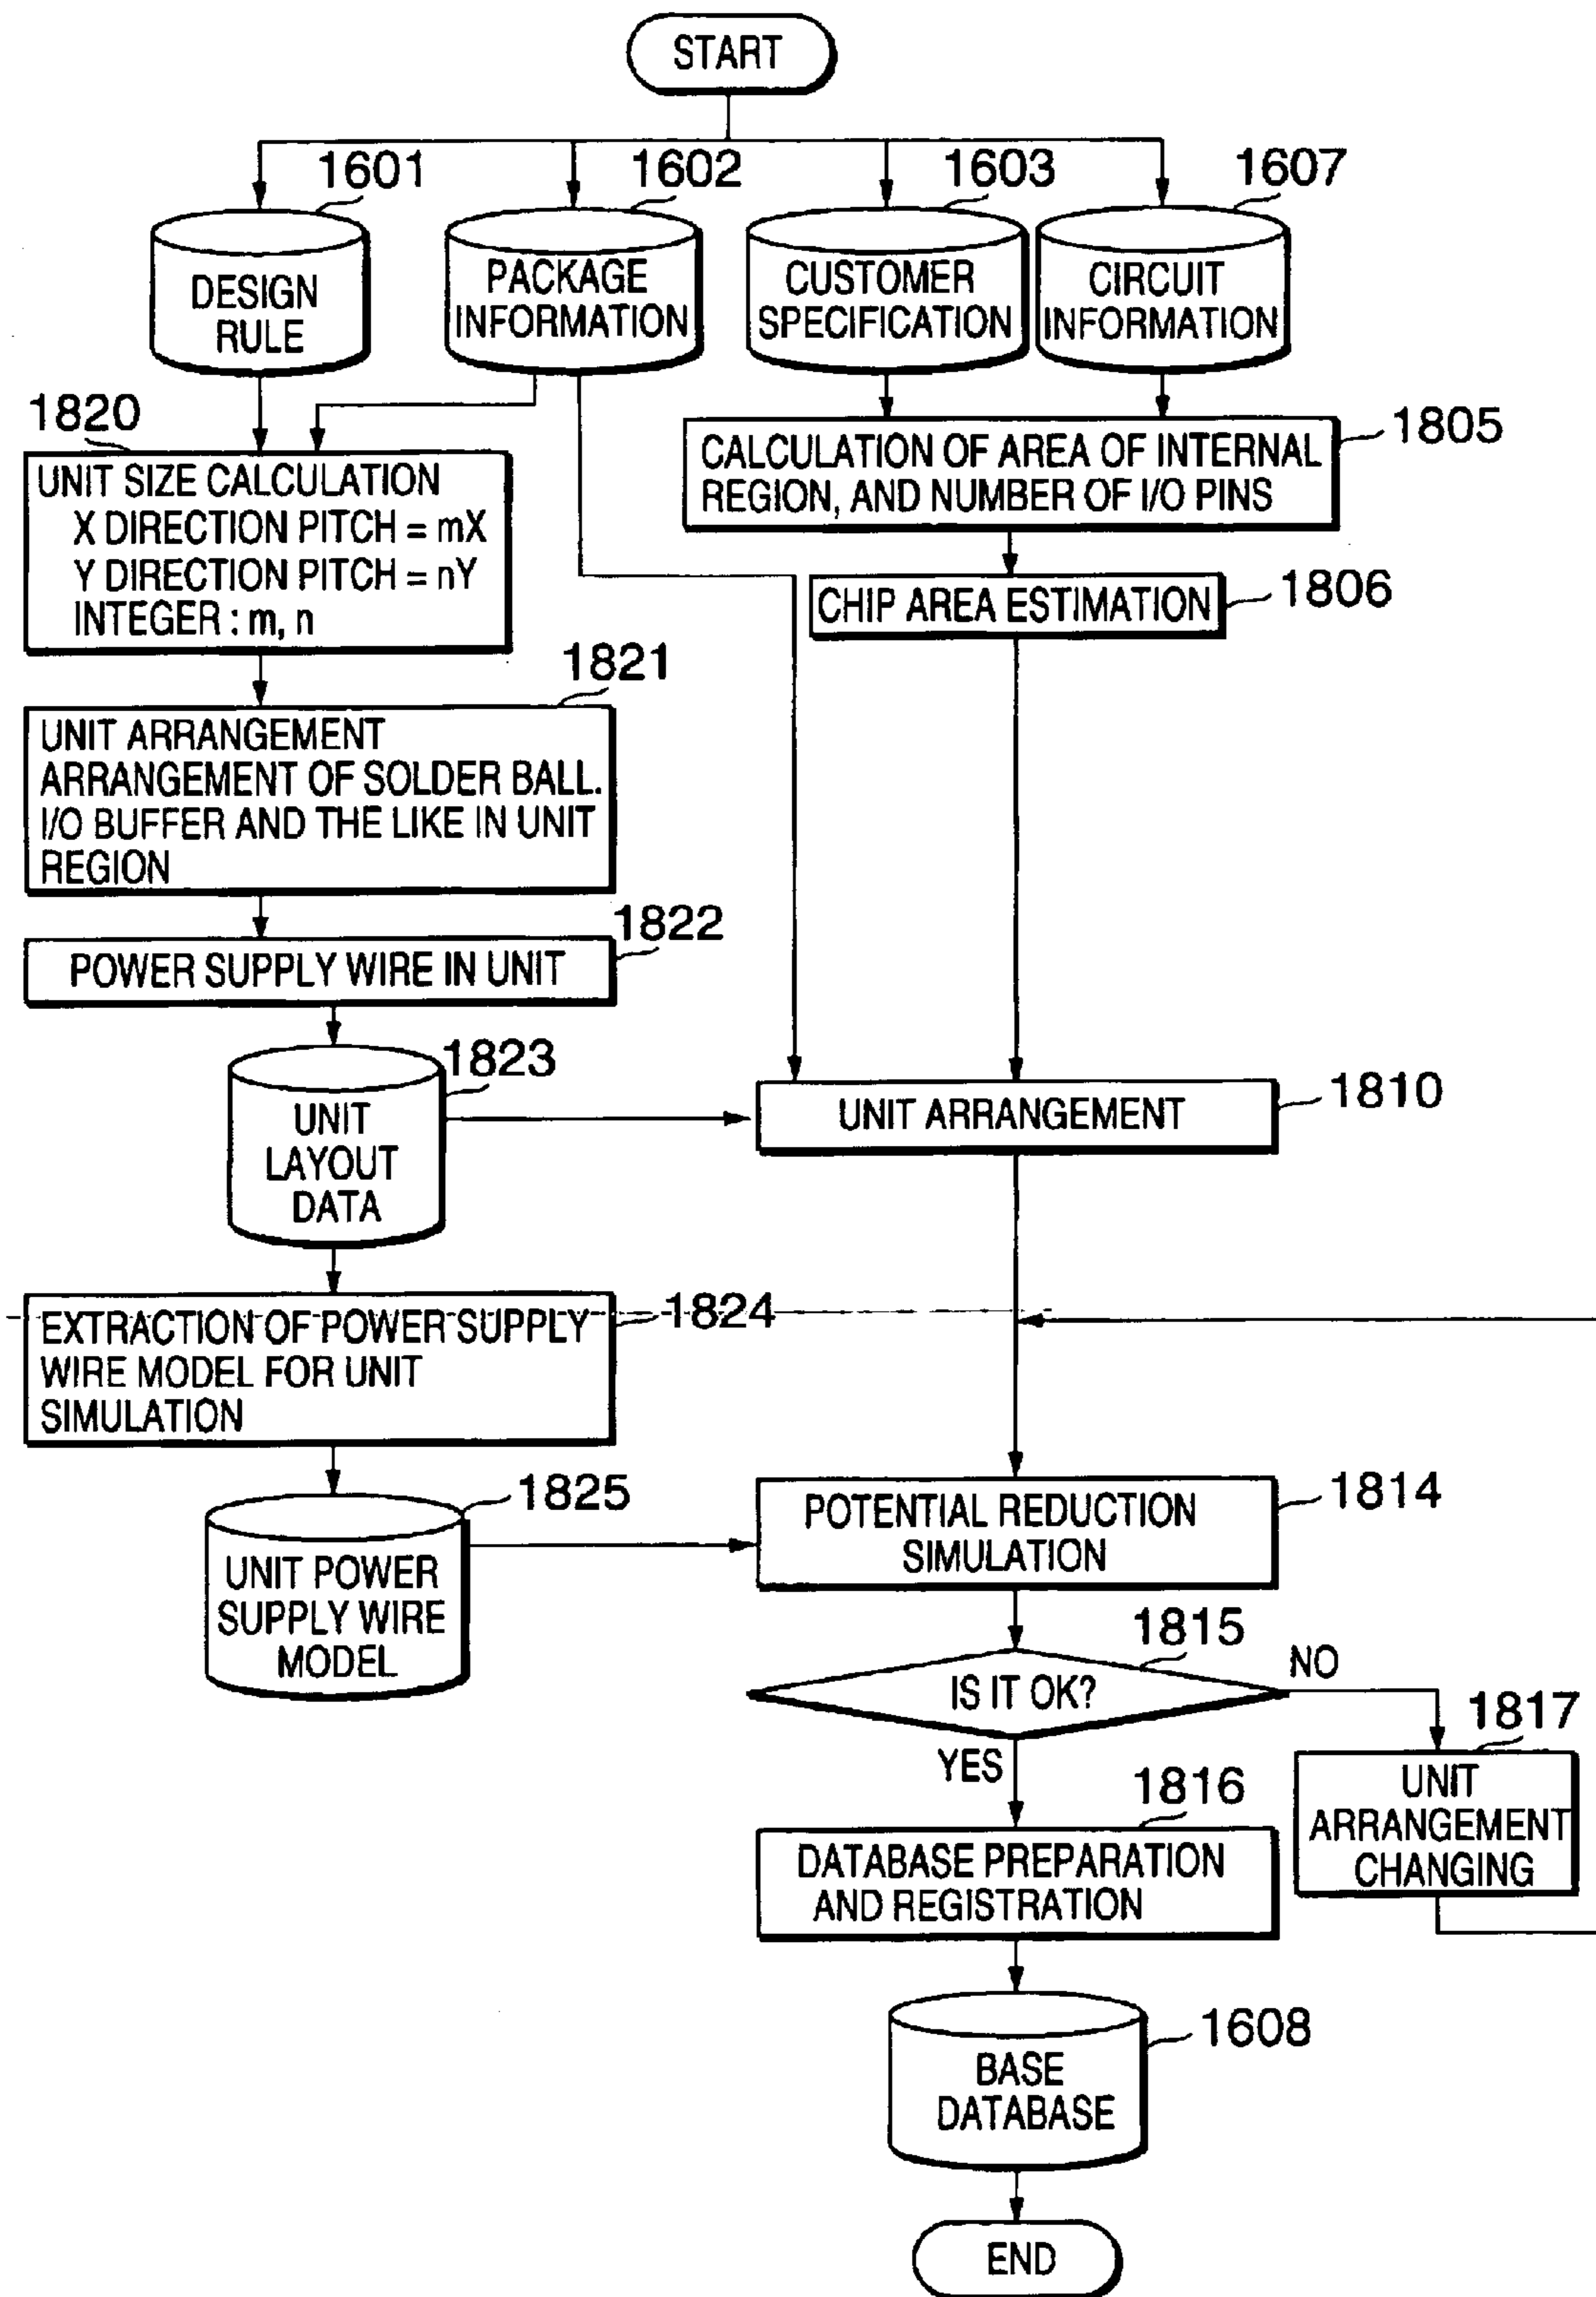 START
1601
1602
1603
1607
DESIGN
RULE
PACKAGE
INFORMATION
CUSTOMER
SPECIFICATION
CIRCUIT
INFORMATION
1820
UNIT SIZE CALCULATION
X DIRECTION PITCH = mX
Y DIRECTION PITCH = nY
INTEGER : m, n
1805
CALCULATION OF AREA OF INTERNAL
REGION, AND NUMBER OF I/O PINS
CHIP AREA ESTIMATION
1806
1821
UNIT ARRANGEMENT
ARRANGEMENT OF SOLDER BALL.
I/O BUFFER AND THE LIKE IN UNIT
REGION
1822
POWER SUPPLY WIRE IN UNIT
1823
UNIT
LAYOUT
DATA
UNIT ARRANGEMENT
1810
1824
EXTRACTION OF POWER SUPPLY
WIRE MODEL FOR UNIT
SIMULATION
1825
UNIT POWER
SUPPLY WIRE
MODEL
POTENTIAL REDUCTION
SIMULATION
1814
1815
IS IT OK?
NO
YES
1817
UNIT
ARRANGEMENT
CHANGING
1816
DATABASE PREPARATION
AND REGISTRATION
1608
BASE
DATABASE
END